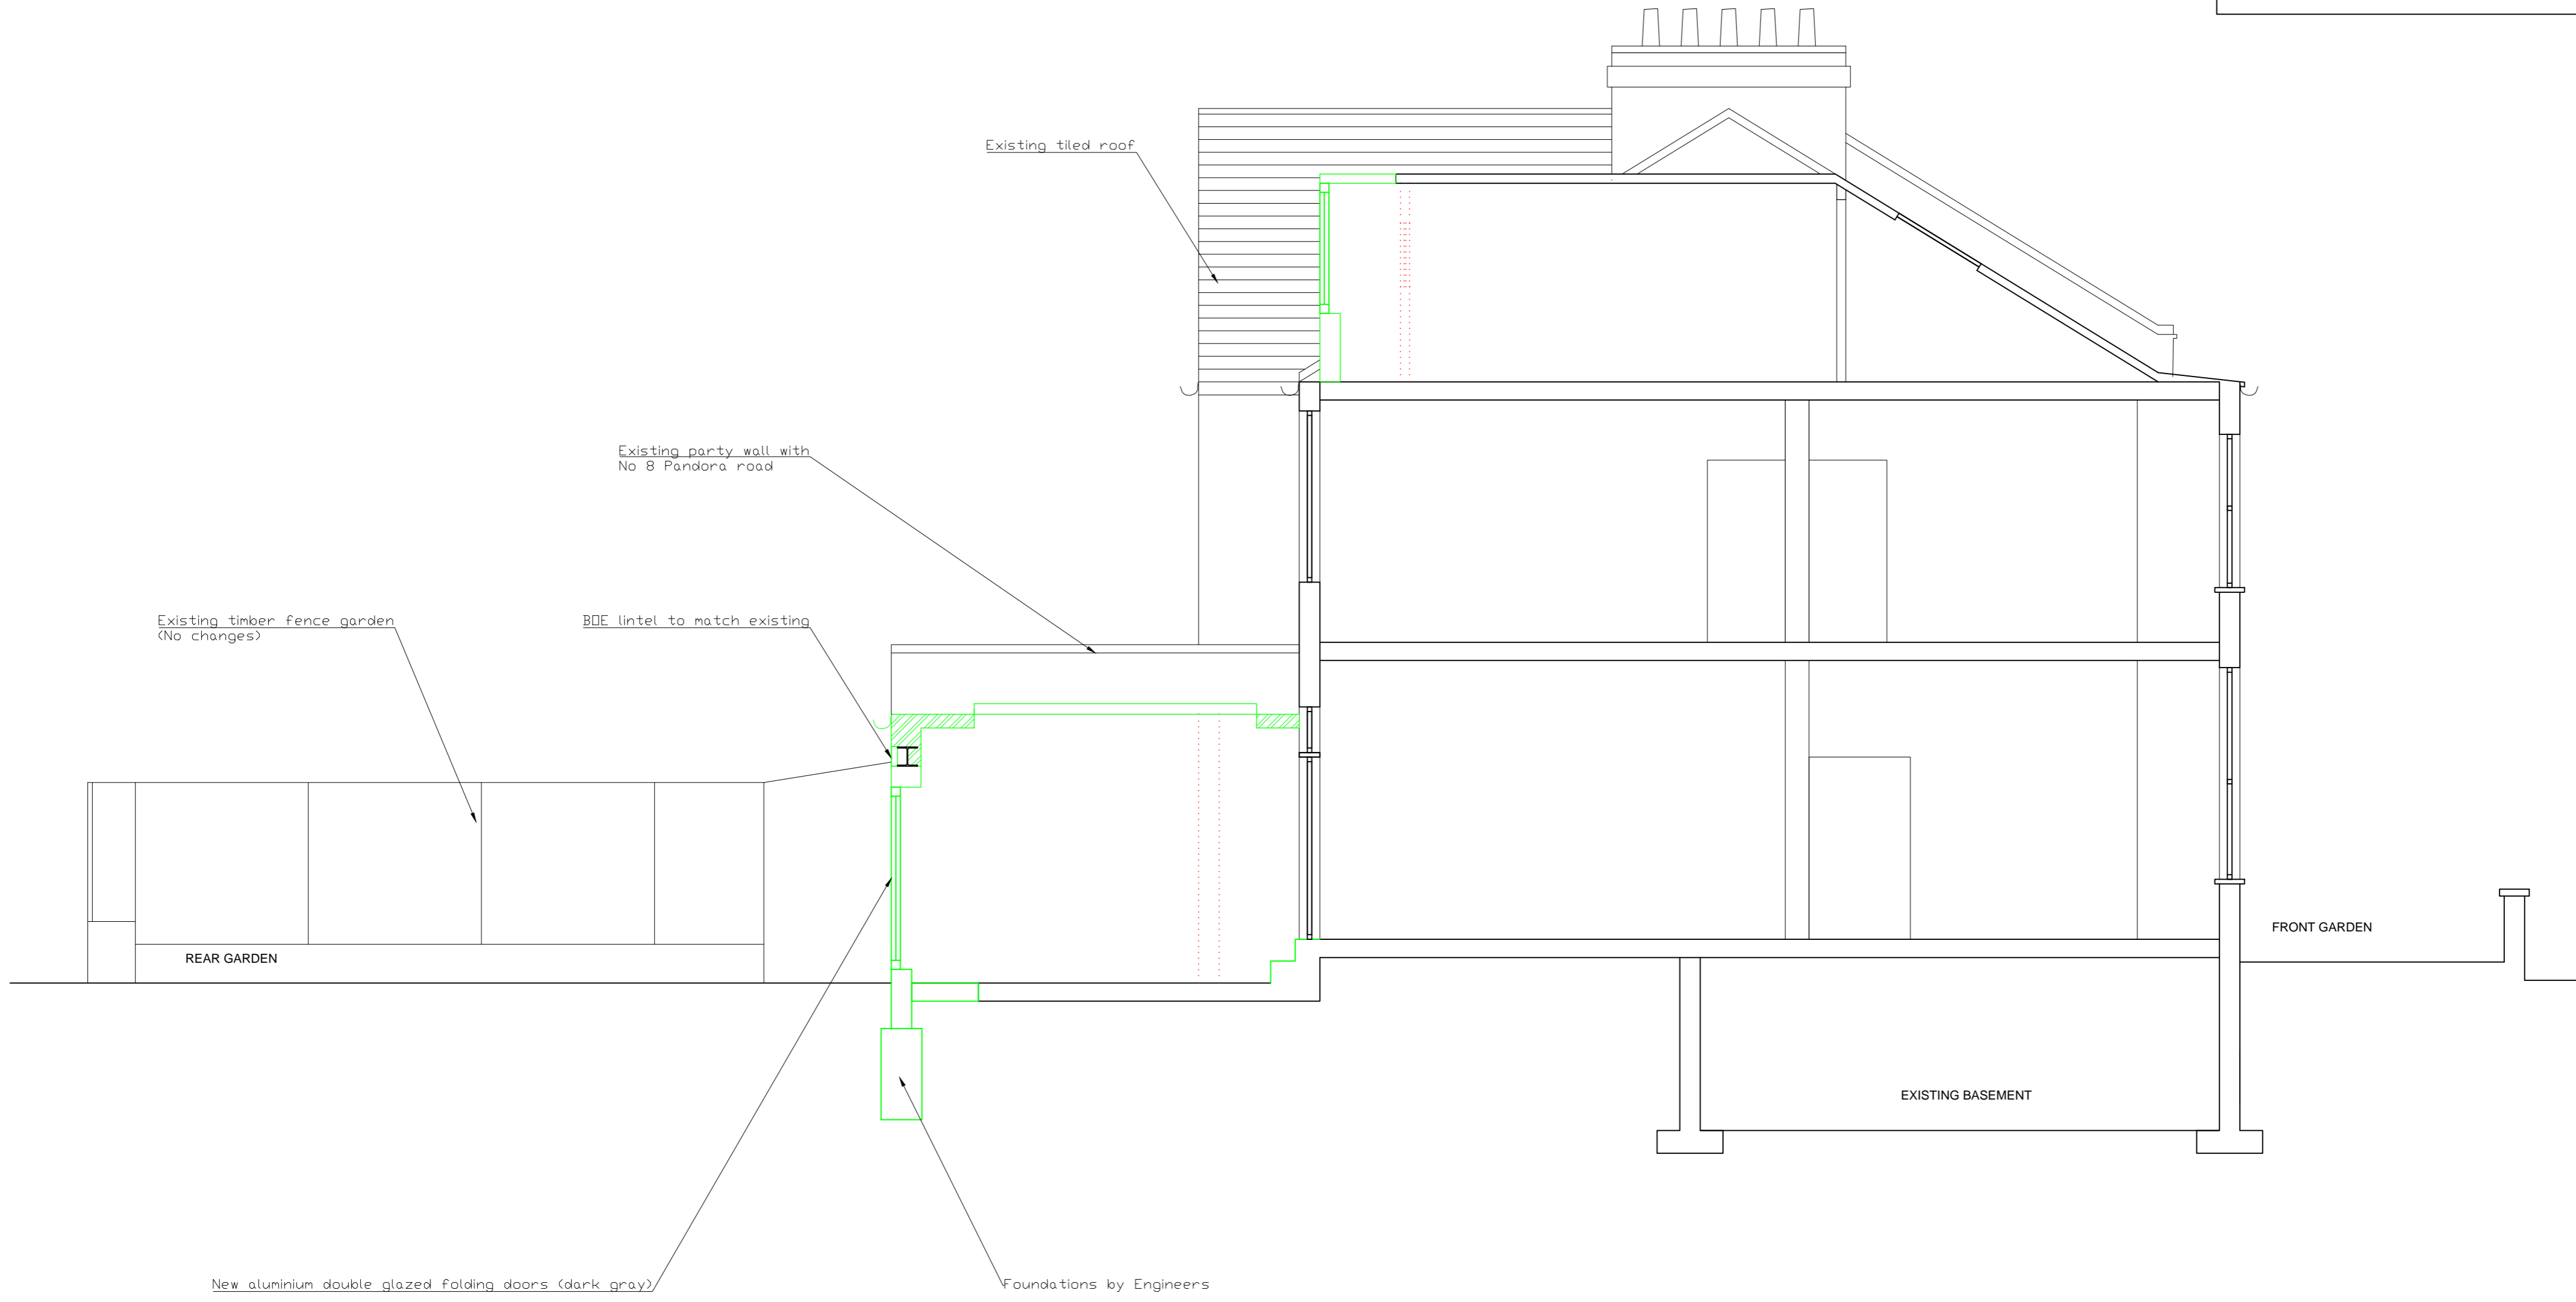 Existing tiled roof
Existing party wall with
No 8 Pandora road
Existing timber fence garden
(No changes)
BOE lintel to match existing
FRONT GARDEN
REAR GARDEN
EXISTING BASEMENT
New aluminium double glazed folding doors (dark gray)
Foundations by Engineers